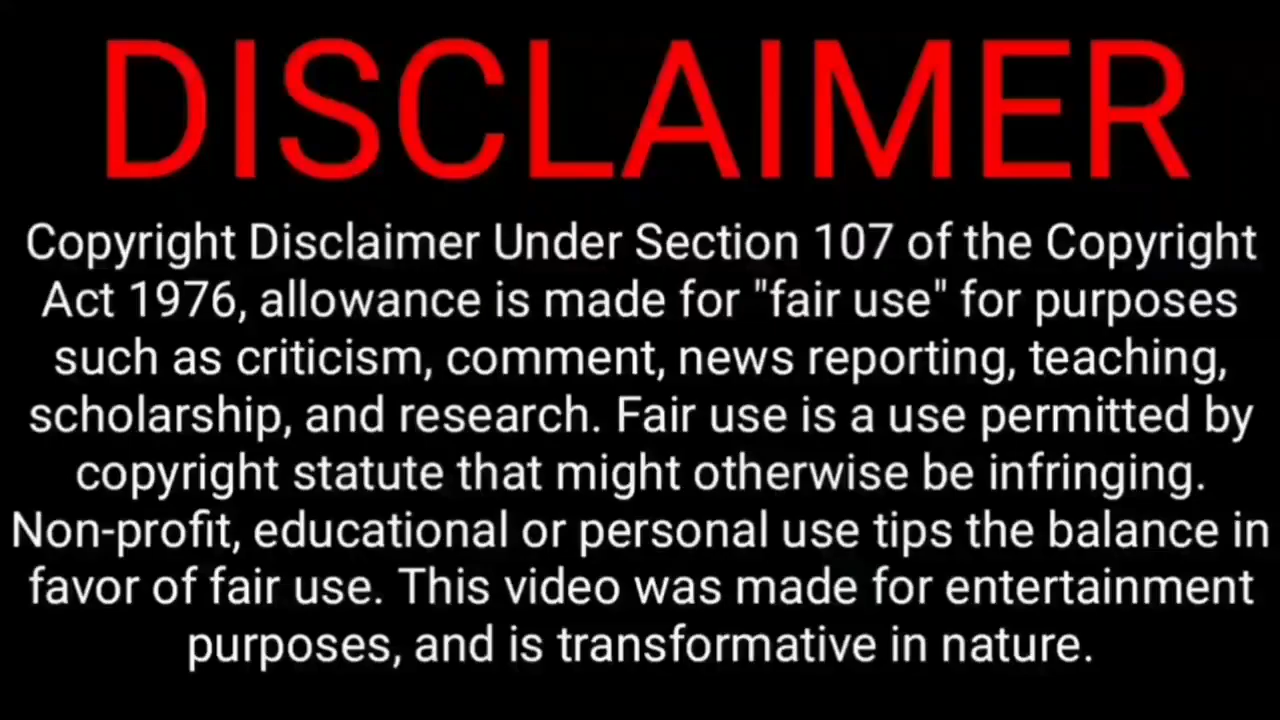 DISCLAIMER
Copyright Disclaimer Under Section 107 of the Copyright
Act 1976, allowance is made for "fair use" for purposes
such as criticism, comment, news reporting, teaching,
scholarship, and research. Fair use is a use permitted by
copyright statute that might otherwise be infringing.
Non-profit, educational or personal use tips the balance in
favor of fair use. This video was made for entertainment
purposes, and is transformative in nature.